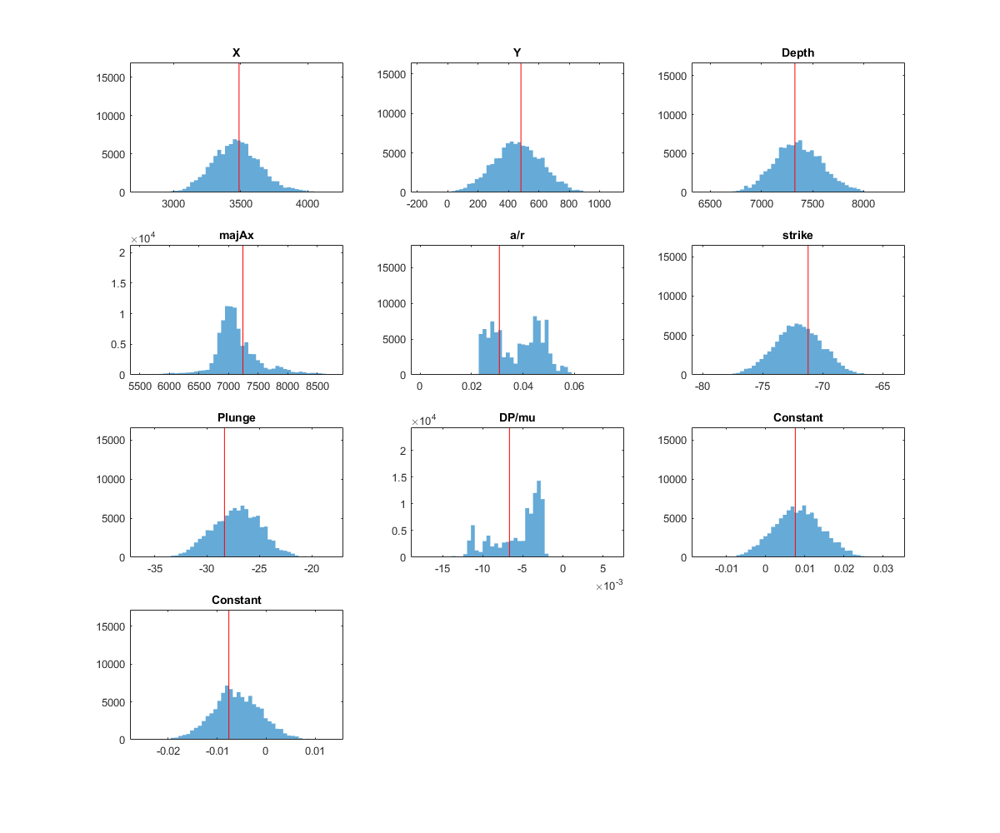 X
15000
10000
5000
0
3000 3500 4000
Y
15000
10000
5000
0
-200 0 200 400 600 800 1000
Depth
15000
10000
5000
0
6500 7000 7500 8000
majAx
×10^4
2
1.5
1
0.5
0
5500 6000 6500 7000 7500 8000 8500
a/r
15000
10000
5000
0
0 0.02 0.04 0.06
strike
15000
10000
5000
0
-80 -75 -70 -65
Plunge
15000
10000
5000
0
-35 -30 -25 -20
DP/mu
×10^4
2
1.5
1
0.5
0
-15 -10 -5 0 5
×10^-3
Constant
15000
10000
5000
0
-0.01 0 0.01 0.02 0.03
Constant
15000
10000
5000
0
-0.02 -0.01 0 0.01